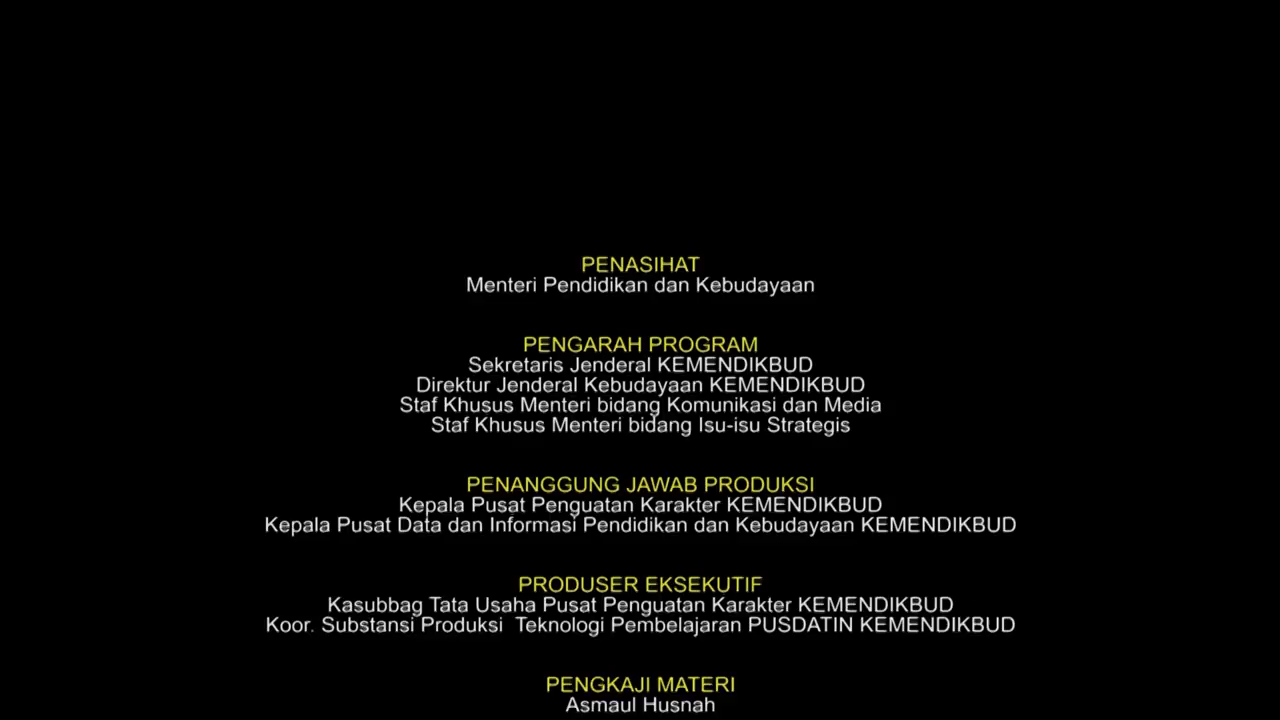 PENASIHAT
Menteri Pendidikan dan Kebudayaan
PENGARAH PROGRAM
Sekretaris Jenderal KEMENDIKBUD
Direktur Jenderal Kebudayaan KEMENDIKBUD
Staf Khusus Menteri bidang Komunikasi dan Media
Staf Khusus Menteri bidang Isu-isu Strategis
PENANGGUNG JAWAB PRODUKSI
Kepala Pusat Penguatan Karakter KEMENDIKBUD
Kepala Pusat Data dan Informasi Pendidikan dan Kebudayaan KEMENDIKBUD
PRODUSER EKSEKUTIF
Kasubbag Tata Usaha Pusat Penguatan Karakter KEMENDIKBUD
Koor. Substansi Produksi  Teknologi Pembelajaran PUSDATIN KEMENDIKBUD
PENGKAJI MATERI
Asmaul Husnah